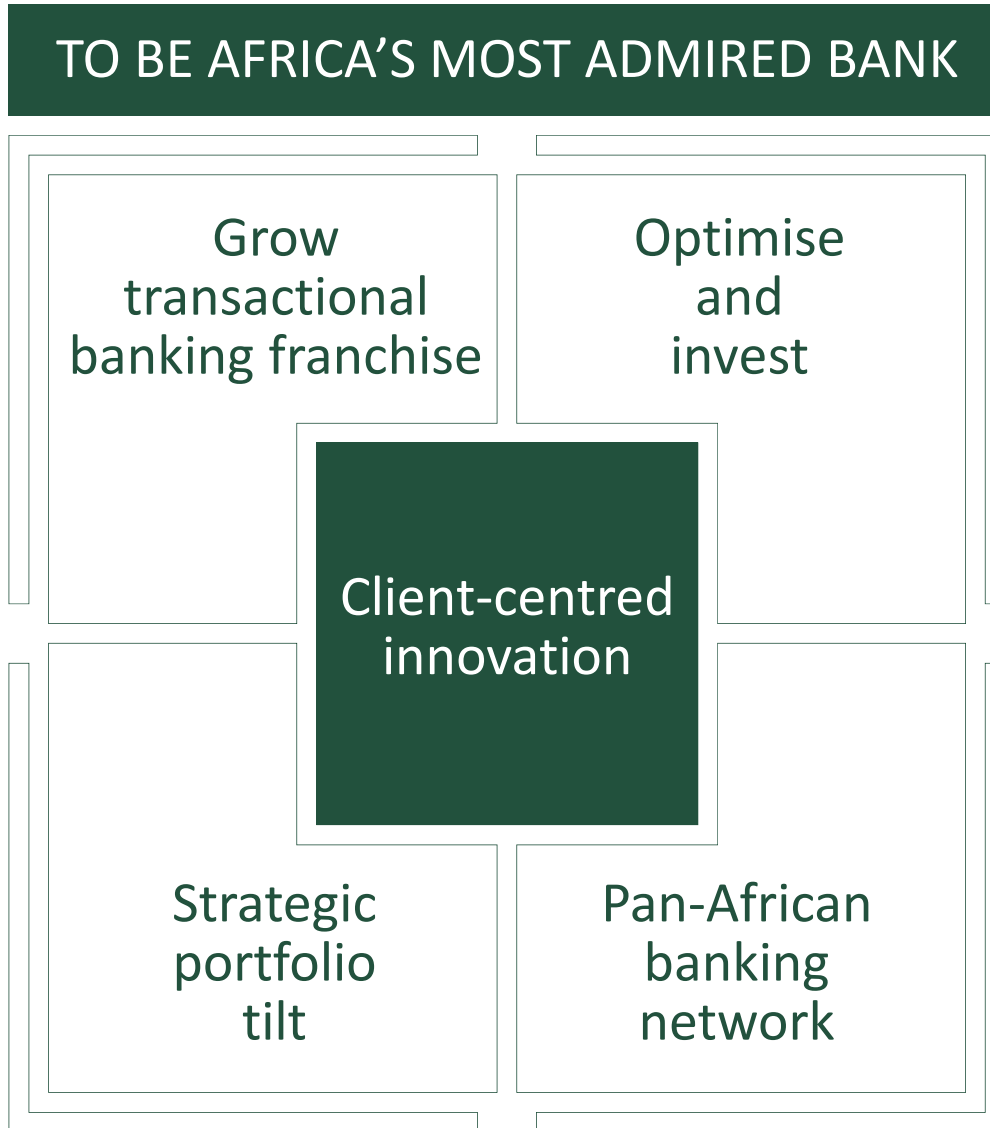 TO BE AFRICA’S MOST ADMIRED BANK
Grow
transactional
banking franchise
Optimise
and
invest
Client-centred
innovation
Strategic
portfolio
tilt
Pan-African
banking
network